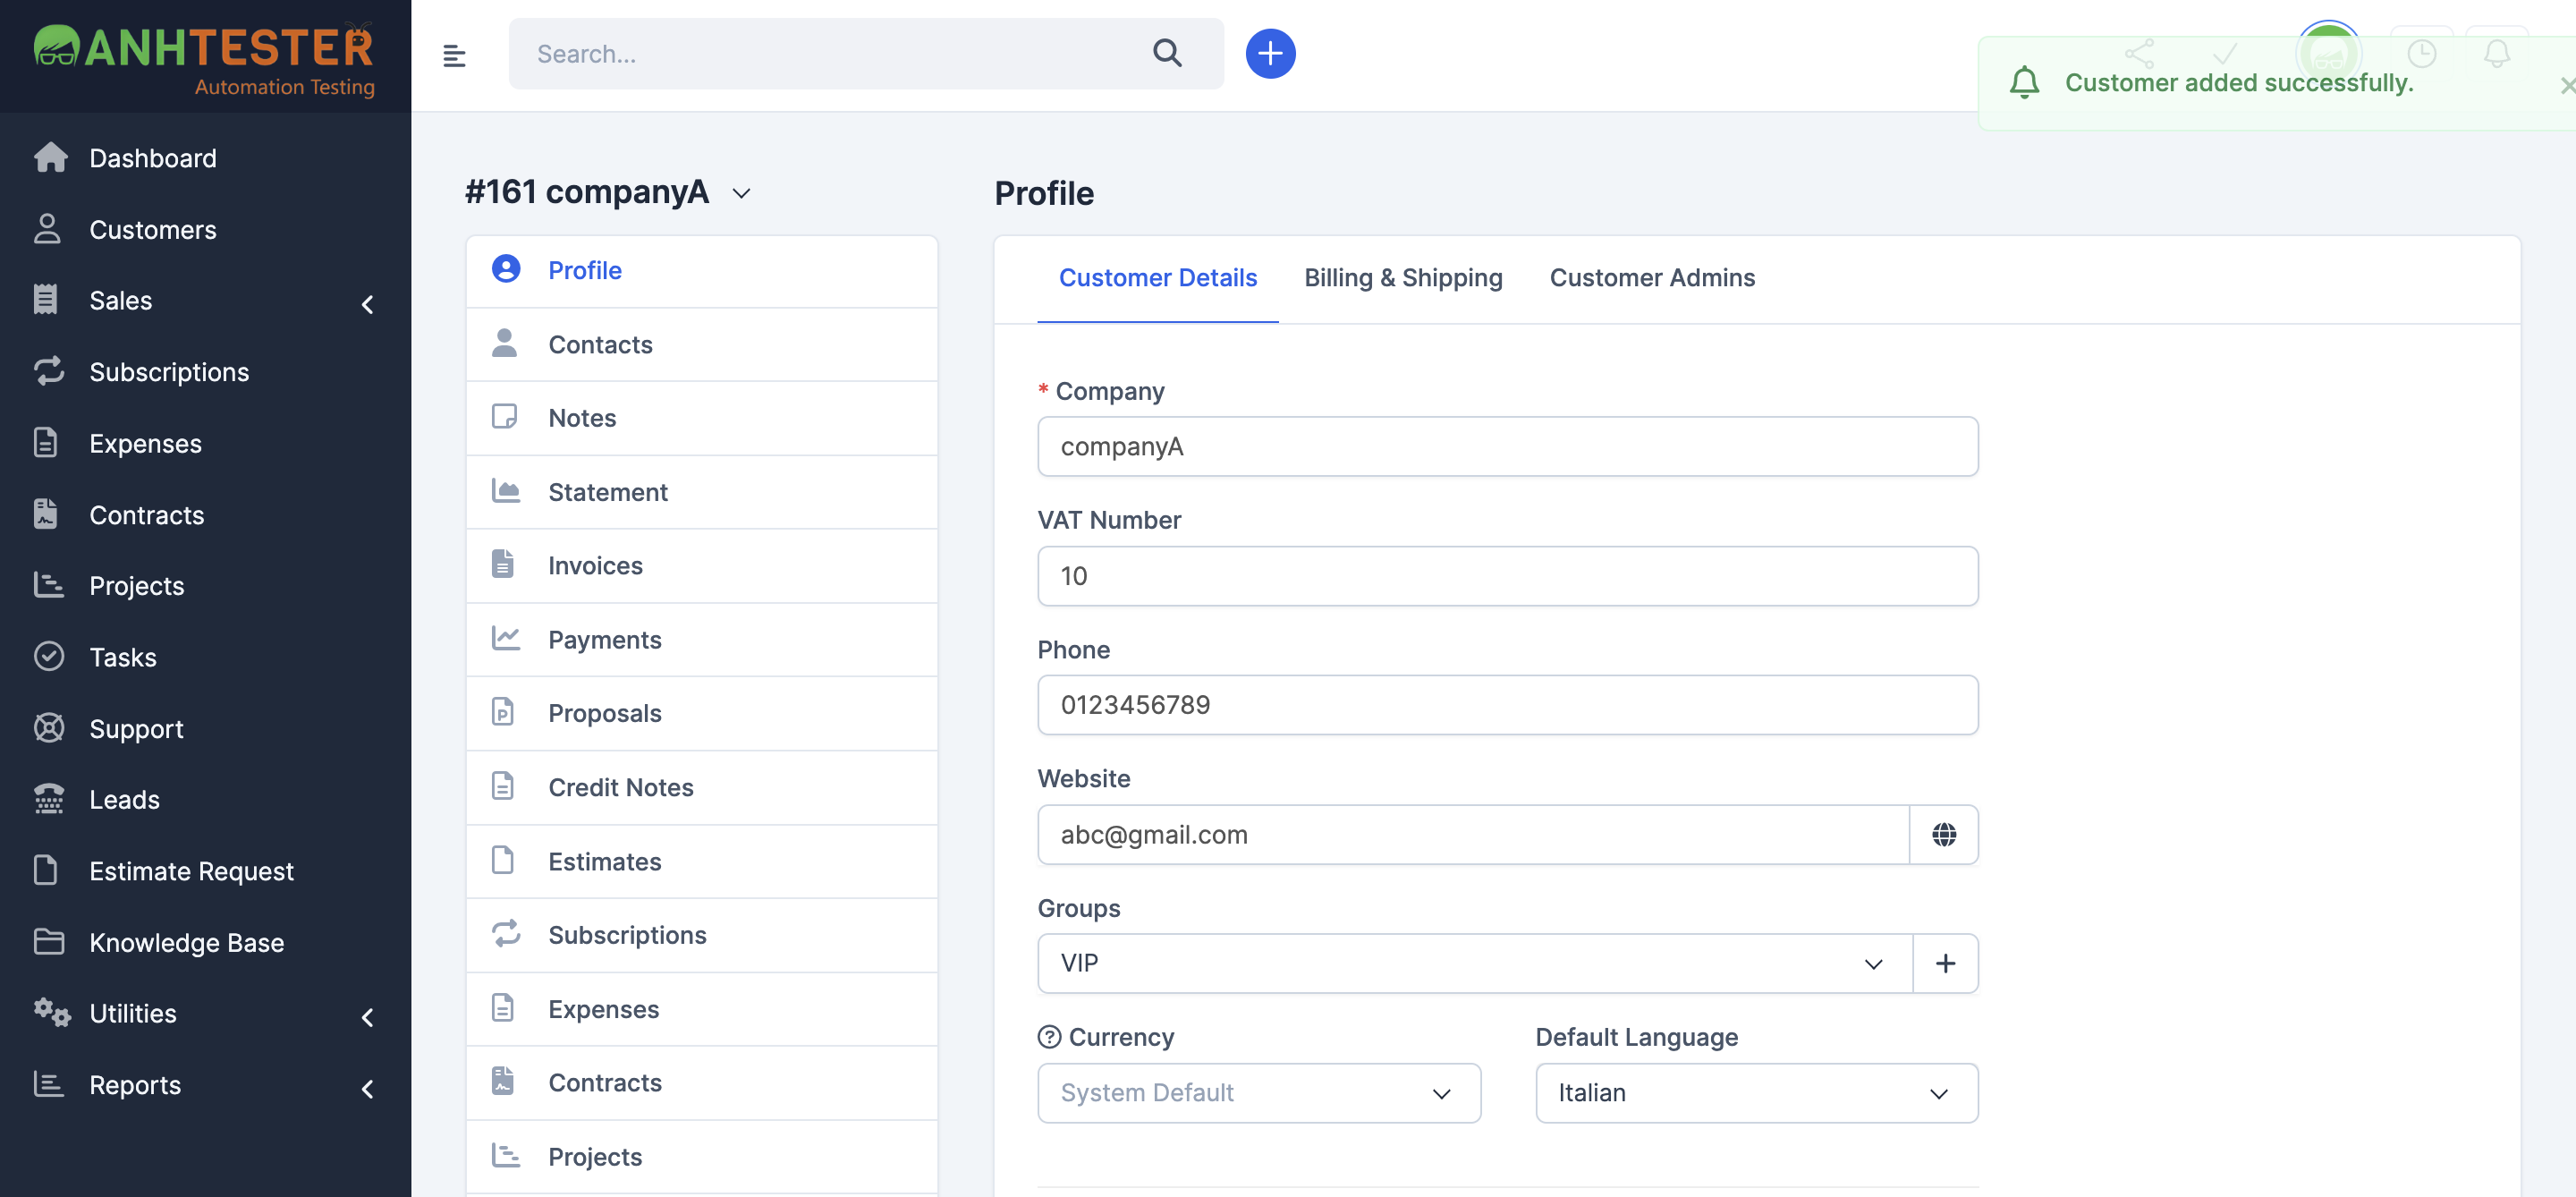 ANHTESTER
Automation Testing
Search...
Customer added successfully.
Dashboard
Customers
Sales
Subscriptions
Expenses
Contracts
Projects
Tasks
Support
Leads
Estimate Request
Knowledge Base
Utilities
Reports
#161 companyA
Profile
Contacts
Notes
Statement
Invoices
Payments
Proposals
Credit Notes
Estimates
Subscriptions
Expenses
Contracts
Projects
Profile
Customer Details Billing & Shipping Customer Admins
* Company
companyA
VAT Number
10
Phone
0123456789
Website
abc@gmail.com
Groups
VIP
Currency Default Language
System Default Italian